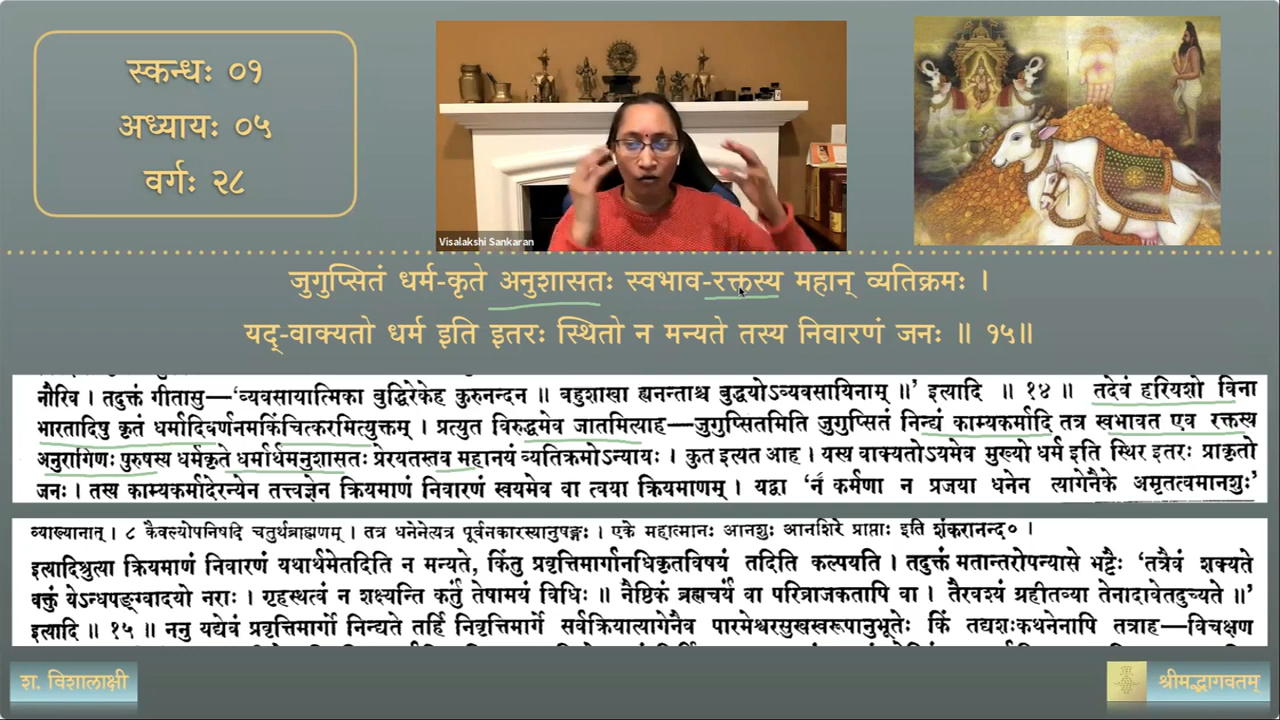 स्कन्धः ०१
अध्यायः ०५
वर्गः २८
Visalakshi Sankaran
जुगुप्सितं धर्म-कृते अनुशासतः स्वभाव-रक्तस्य महान् व्यतिक्रमः ।
यद्-वाक्यतो धर्म इति इतरः स्थितो न मन्यते तस्य निवारणं जनः ॥ १५॥
नौरिव । तदुक्तं गीतासु—‘व्यवसायात्मिका बुद्धिरेकेह कुरुनन्दन ॥ बहुशाखा ह्यनन्ताश्च बुद्धयोऽव्यवसायिनाम् ॥’ इत्यादि ॥ १४ ॥ तदेवं हरियशो विना
भारतादिषु कृतं धर्मादिवर्णनमकिंचित्करमित्युक्तम् । प्रत्युत विरुद्धमेव जातमित्याह—जुगुप्सितमिति जुगुप्सितं निन्द्यं काम्यकर्मादि तत्र स्वभावत एव रक्तस्य
अनुरागिणः पुरुषस्य धर्मकृते धर्मार्थमनुशासतः प्रेरयतस्तव महानयं व्यतिक्रमोऽन्यायः । कुत इत्यत आह । यस्य वाक्यतोऽयमेव मुख्यो धर्म इति स्थिर इतरः प्राकृतो
जनः । तस्य काम्यकर्मादेरन्येन तत्त्वज्ञेन क्रियमाणं निवारणं स्वयमेव वा त्वया क्रियमाणम् । यद्वा ‘न कर्मणा न प्रजया धनेन त्यागेनैके अमृतत्वमानशुः’
व्याख्यानात् । ८ कैवल्योपनिषदि चतुर्थब्राह्मणम् । तत्र धनेनेत्यत्र पूर्वनकारस्यानुषङ्गः । एके महात्मानः आनशुः आनशिरे प्राप्ताः इति शंकरानन्द० ।
इत्यादिश्रुत्या क्रियमाणं निवारणं यथार्थमेतदिति न मन्यते, किंतु प्रवृत्तिमार्गानधिकृतविषयं तदिति कल्पयति । तदुक्तं मतान्तरोपन्यासे भट्टैः ‘तत्रैवं शक्यते
वक्तुं येऽन्धपङ्ग्वादयो नराः । गृहस्थत्वं न शक्ष्यन्ति कर्तुं तेषामयं विधिः ॥ नैष्ठिकं ब्रह्मचर्यं वा परिव्राजकतापि वा । तैरवश्यं ग्रहीतव्या तेनादावेतदुच्यते ॥’
इत्यादि ॥ १५ ॥ ननु यद्येवं प्रवृत्तिमार्गो निन्द्यते तर्हि निवृत्तिमार्गे सर्वक्रियात्यागेनैव पारमेश्वरसुखस्वरूपानुभूतेः किं तद्यशःकथनेनापि तत्राह—विचक्षण
श. विशालाक्षी
श्रीमद्भागवतम्